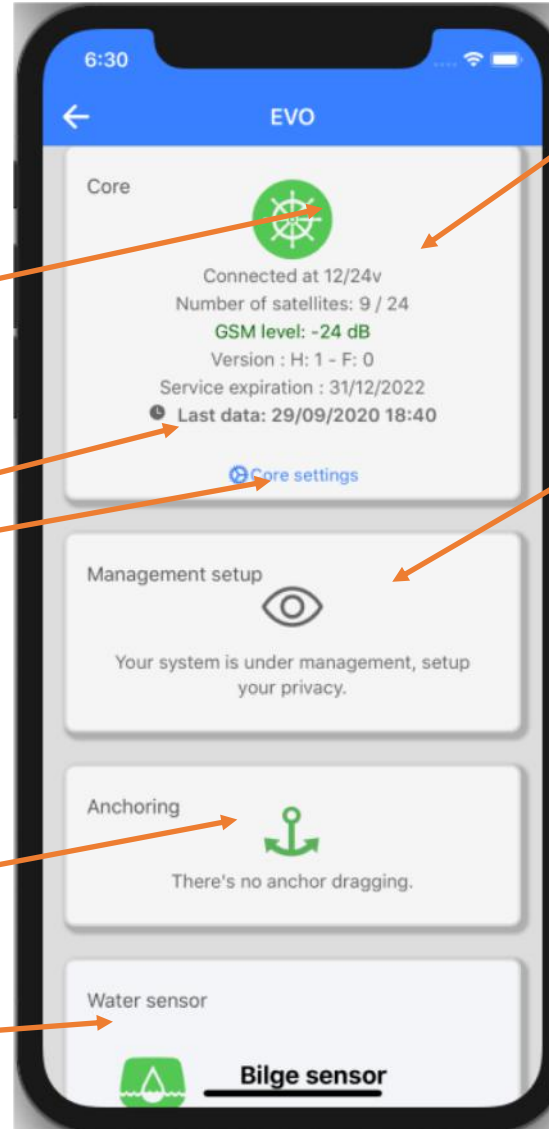 6:30
EVO
Core
Connected at 12/24v
Number of satellites: 9 / 24
GSM level: -24 dB
Version : H: 1 - F: 0
Service expiration : 31/12/2022
Last data: 29/09/2020 18:40
Core settings
Management setup
Your system is under management, setup
your privacy.
Anchoring
There's no anchor dragging.
Water sensor
Bilge sensor